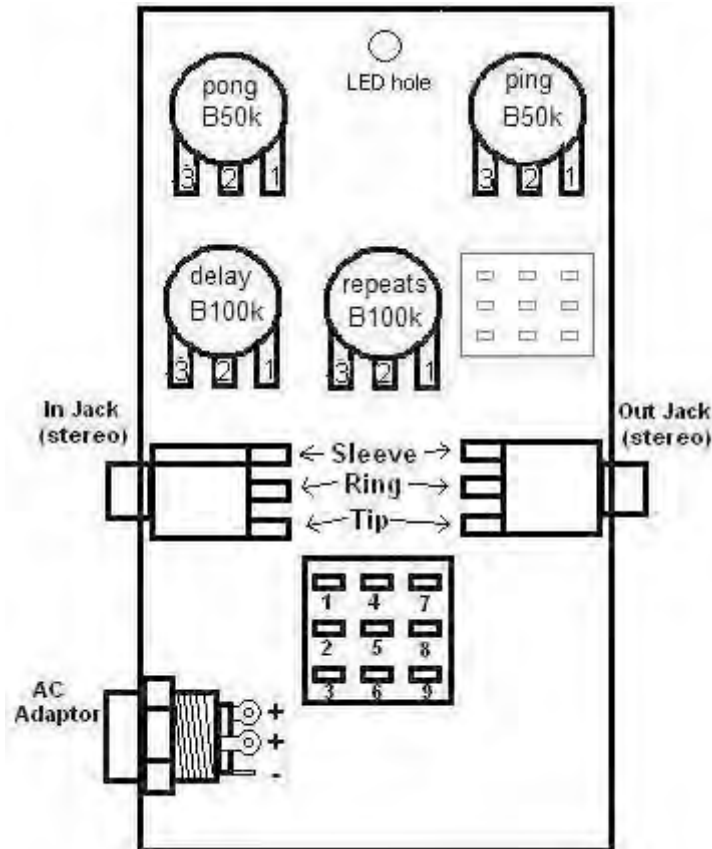 pong
B50k
3 2 1
LED hole
ping
B50k
3 2 1
delay
B100k
3 2 1
repeats
B100k
3 2 1
In Jack
(stereo)
Out Jack
(stereo)
Sleeve
Ring
Tip
1 4 7
2 5 8
3 6 9
AC
Adaptor
+
+
-